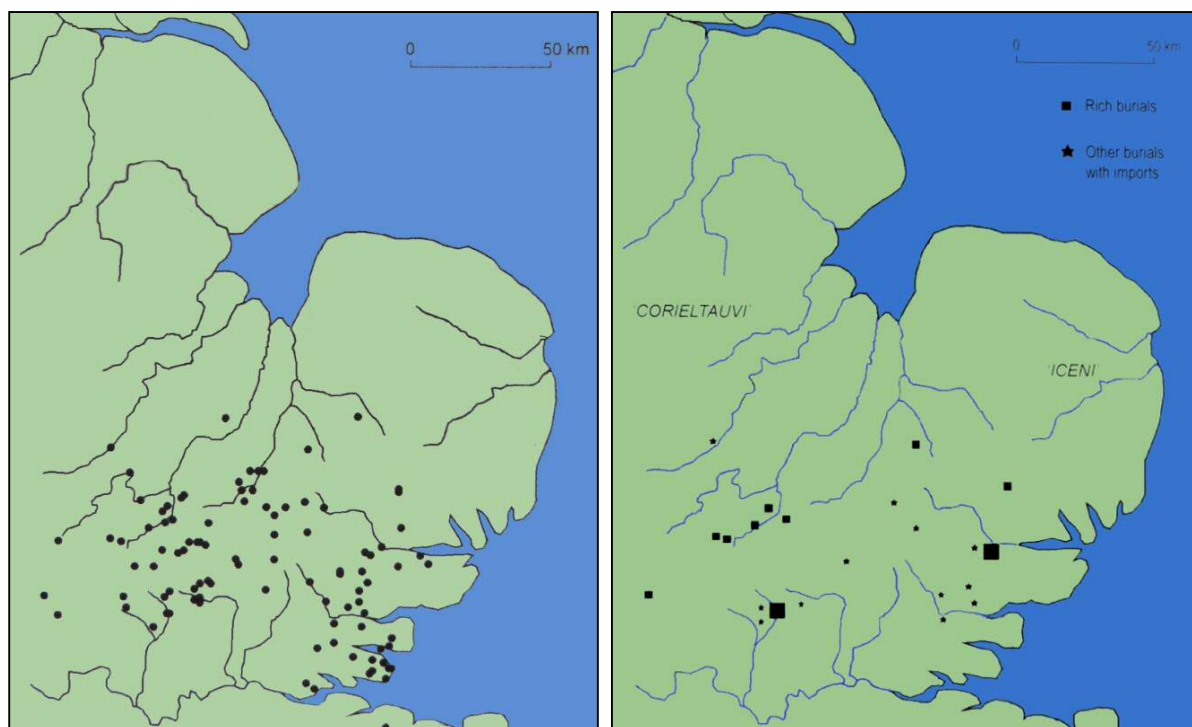 0 50 km
0 50 km
Rich burials
Other burials
with imports
'CORIELTAUVI'
'ICENI'